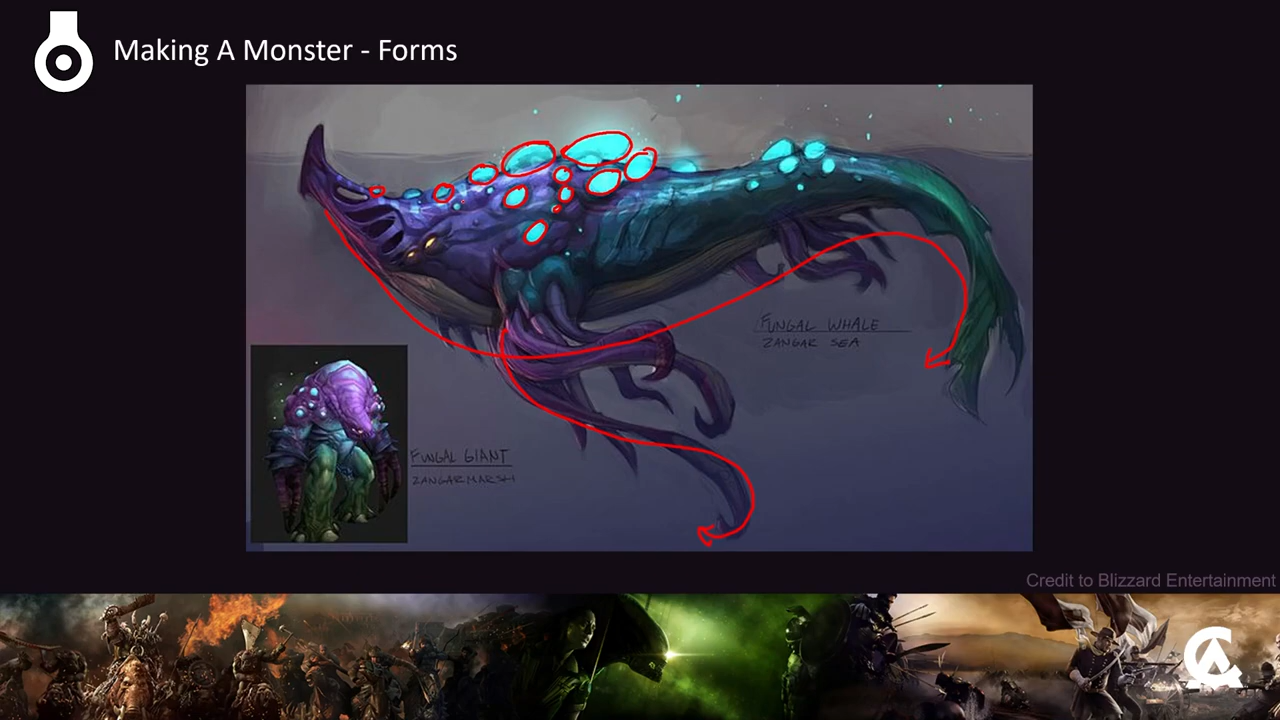 Making A Monster - Forms
FUNGAL WHALE
ZANGAR SEA
FUNGAL GIANT
ZANGARMARSH
Credit to Blizzard Entertainment